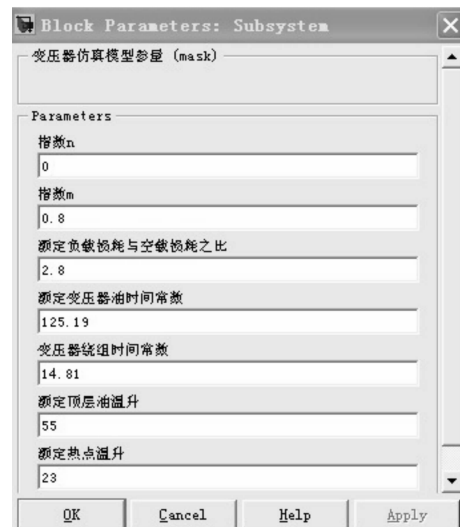 Block Parameters: Subsystem
变压器仿真模型参量 (mask)
Parameters
指数n
0
指数m
0.8
额定负载损耗与空载损耗之比
2.8
额定变压器油时间常数
125.19
变压器绕组时间常数
14.81
额定顶层油温升
55
额定热点温升
23
OK Cancel Help Apply